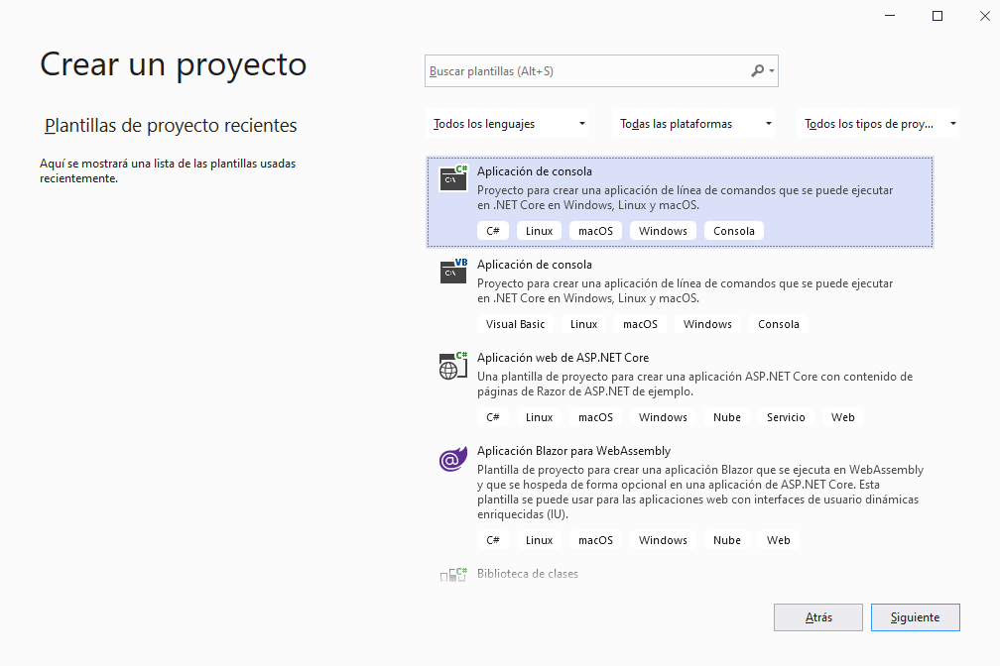 Crear un proyecto
Plantillas de proyecto recientes
Aquí se mostrará una lista de las plantillas usadas
recientemente.
Buscar plantillas (Alt+S)
Todos los lenguajes
Todas las plataformas
Todos los tipos de proy...
C#
C:\
Aplicación de consola
Proyecto para crear una aplicación de línea de comandos que se puede ejecutar
en .NET Core en Windows, Linux y macOS.
C# Linux macOS Windows Consola
VB
C:\
Aplicación de consola
Proyecto para crear una aplicación de línea de comandos que se puede ejecutar
en .NET Core en Windows, Linux y macOS.
Visual Basic Linux macOS Windows Consola
C#
Aplicación web de ASP.NET Core
Una plantilla de proyecto para crear una aplicación ASP.NET Core con contenido de
páginas de Razor de ASP.NET de ejemplo.
C# Linux macOS Windows Nube Servicio Web
@
Aplicación Blazor para WebAssembly
Plantilla de proyecto para crear una aplicación Blazor que se ejecuta en WebAssembly
y que se hospeda de forma opcional en una aplicación de ASP.NET Core. Esta
plantilla se puede usar para las aplicaciones web con interfaces de usuario dinámicas
enriquecidas (IU).
C# Linux macOS Windows Nube Web
C#
Biblioteca de clases
Atrás
Siguiente